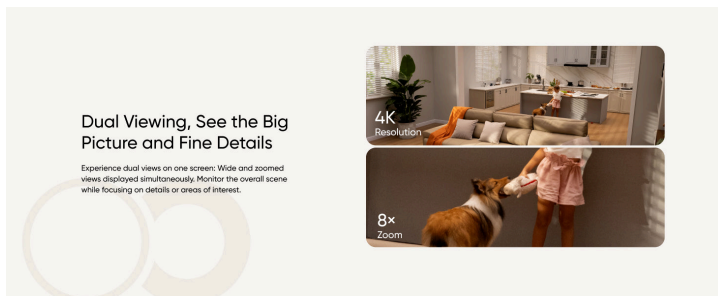 Dual Viewing, See the Big
Picture and Fine Details
Experience dual views on one screen: Wide and zoomed
views displayed simultaneously. Monitor the overall scene
while focusing on details or areas of interest.
4K
Resolution
8×
Zoom